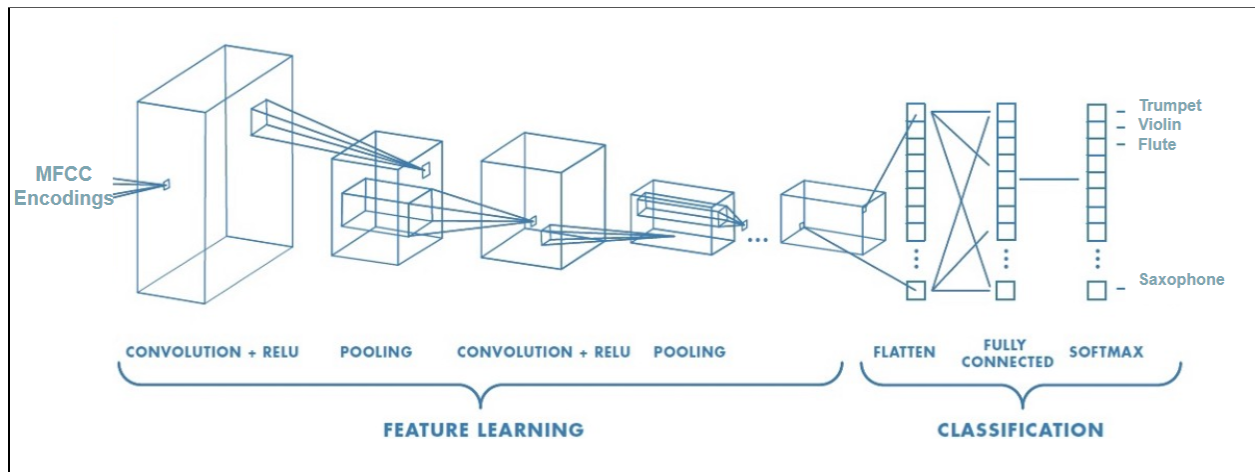 MFCC
Encodings
Trumpet
Violin
Flute
Saxophone
CONVOLUTION + RELU
POOLING
CONVOLUTION + RELU
POOLING
FLATTEN
FULLY
CONNECTED
SOFTMAX
FEATURE LEARNING
CLASSIFICATION